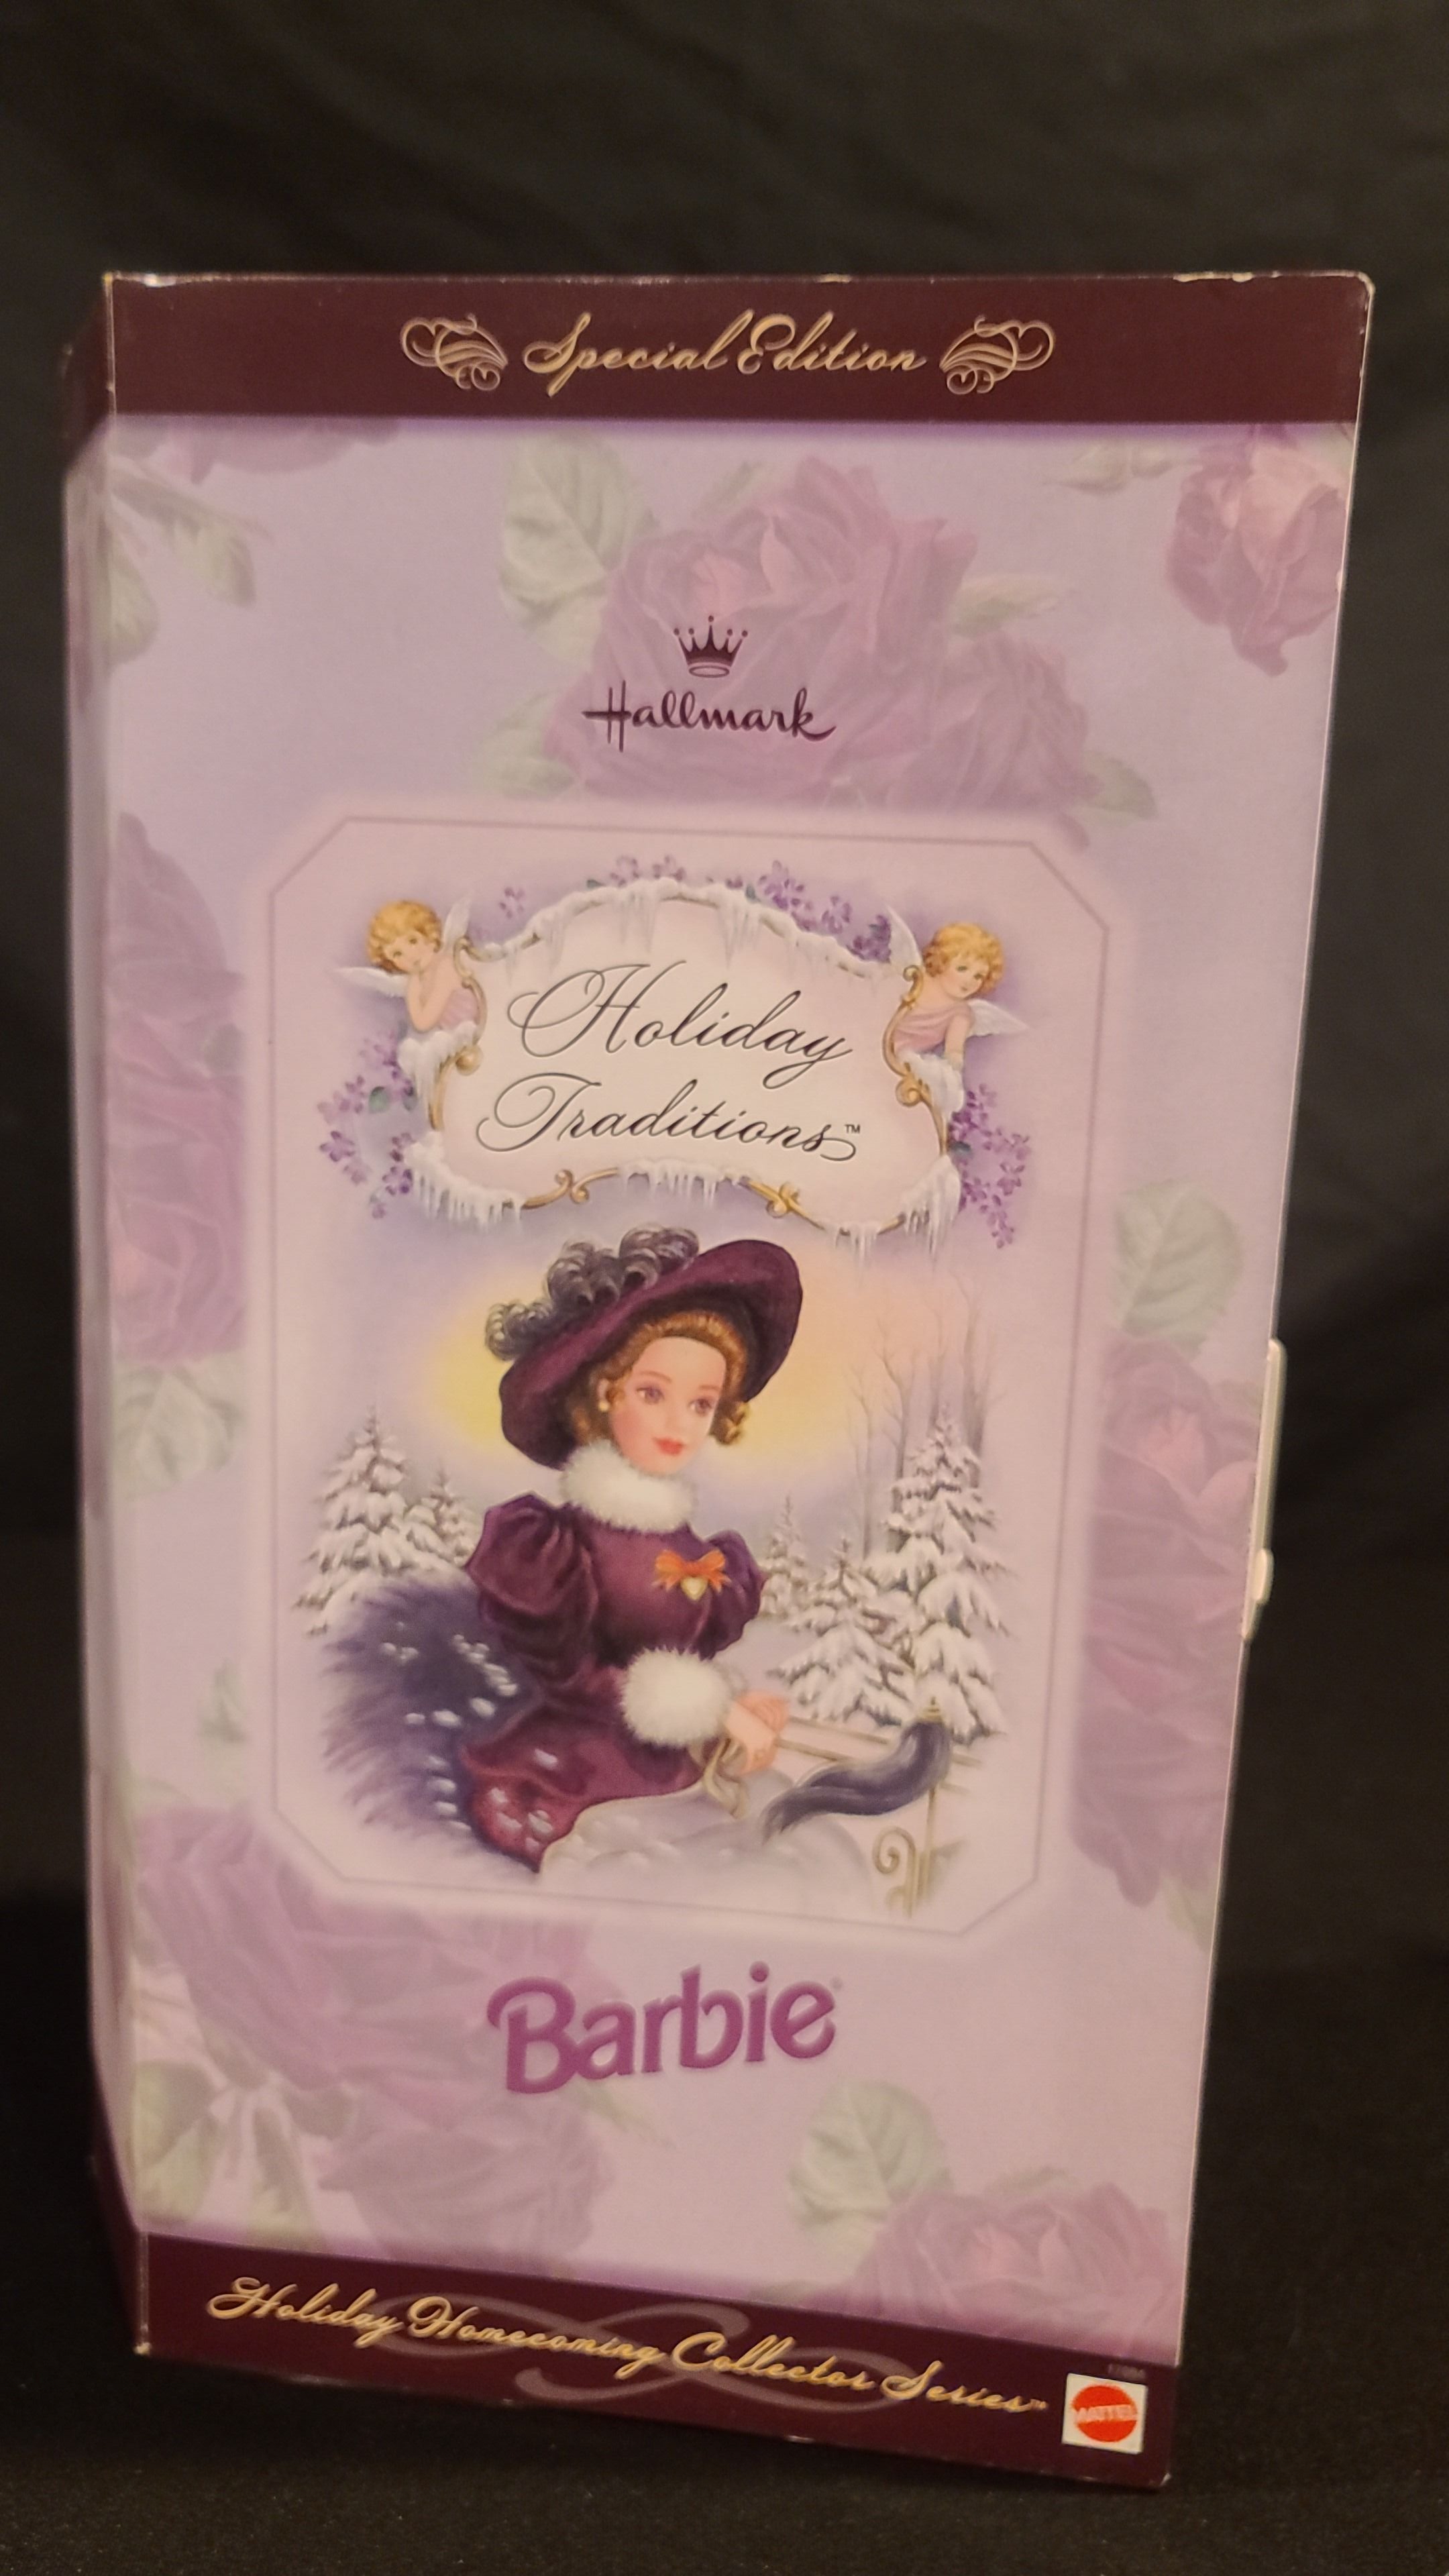 Special Edition
Hallmark
Holiday
Traditions™
Barbie
Holiday Homecoming Collector Series™
MATTEL